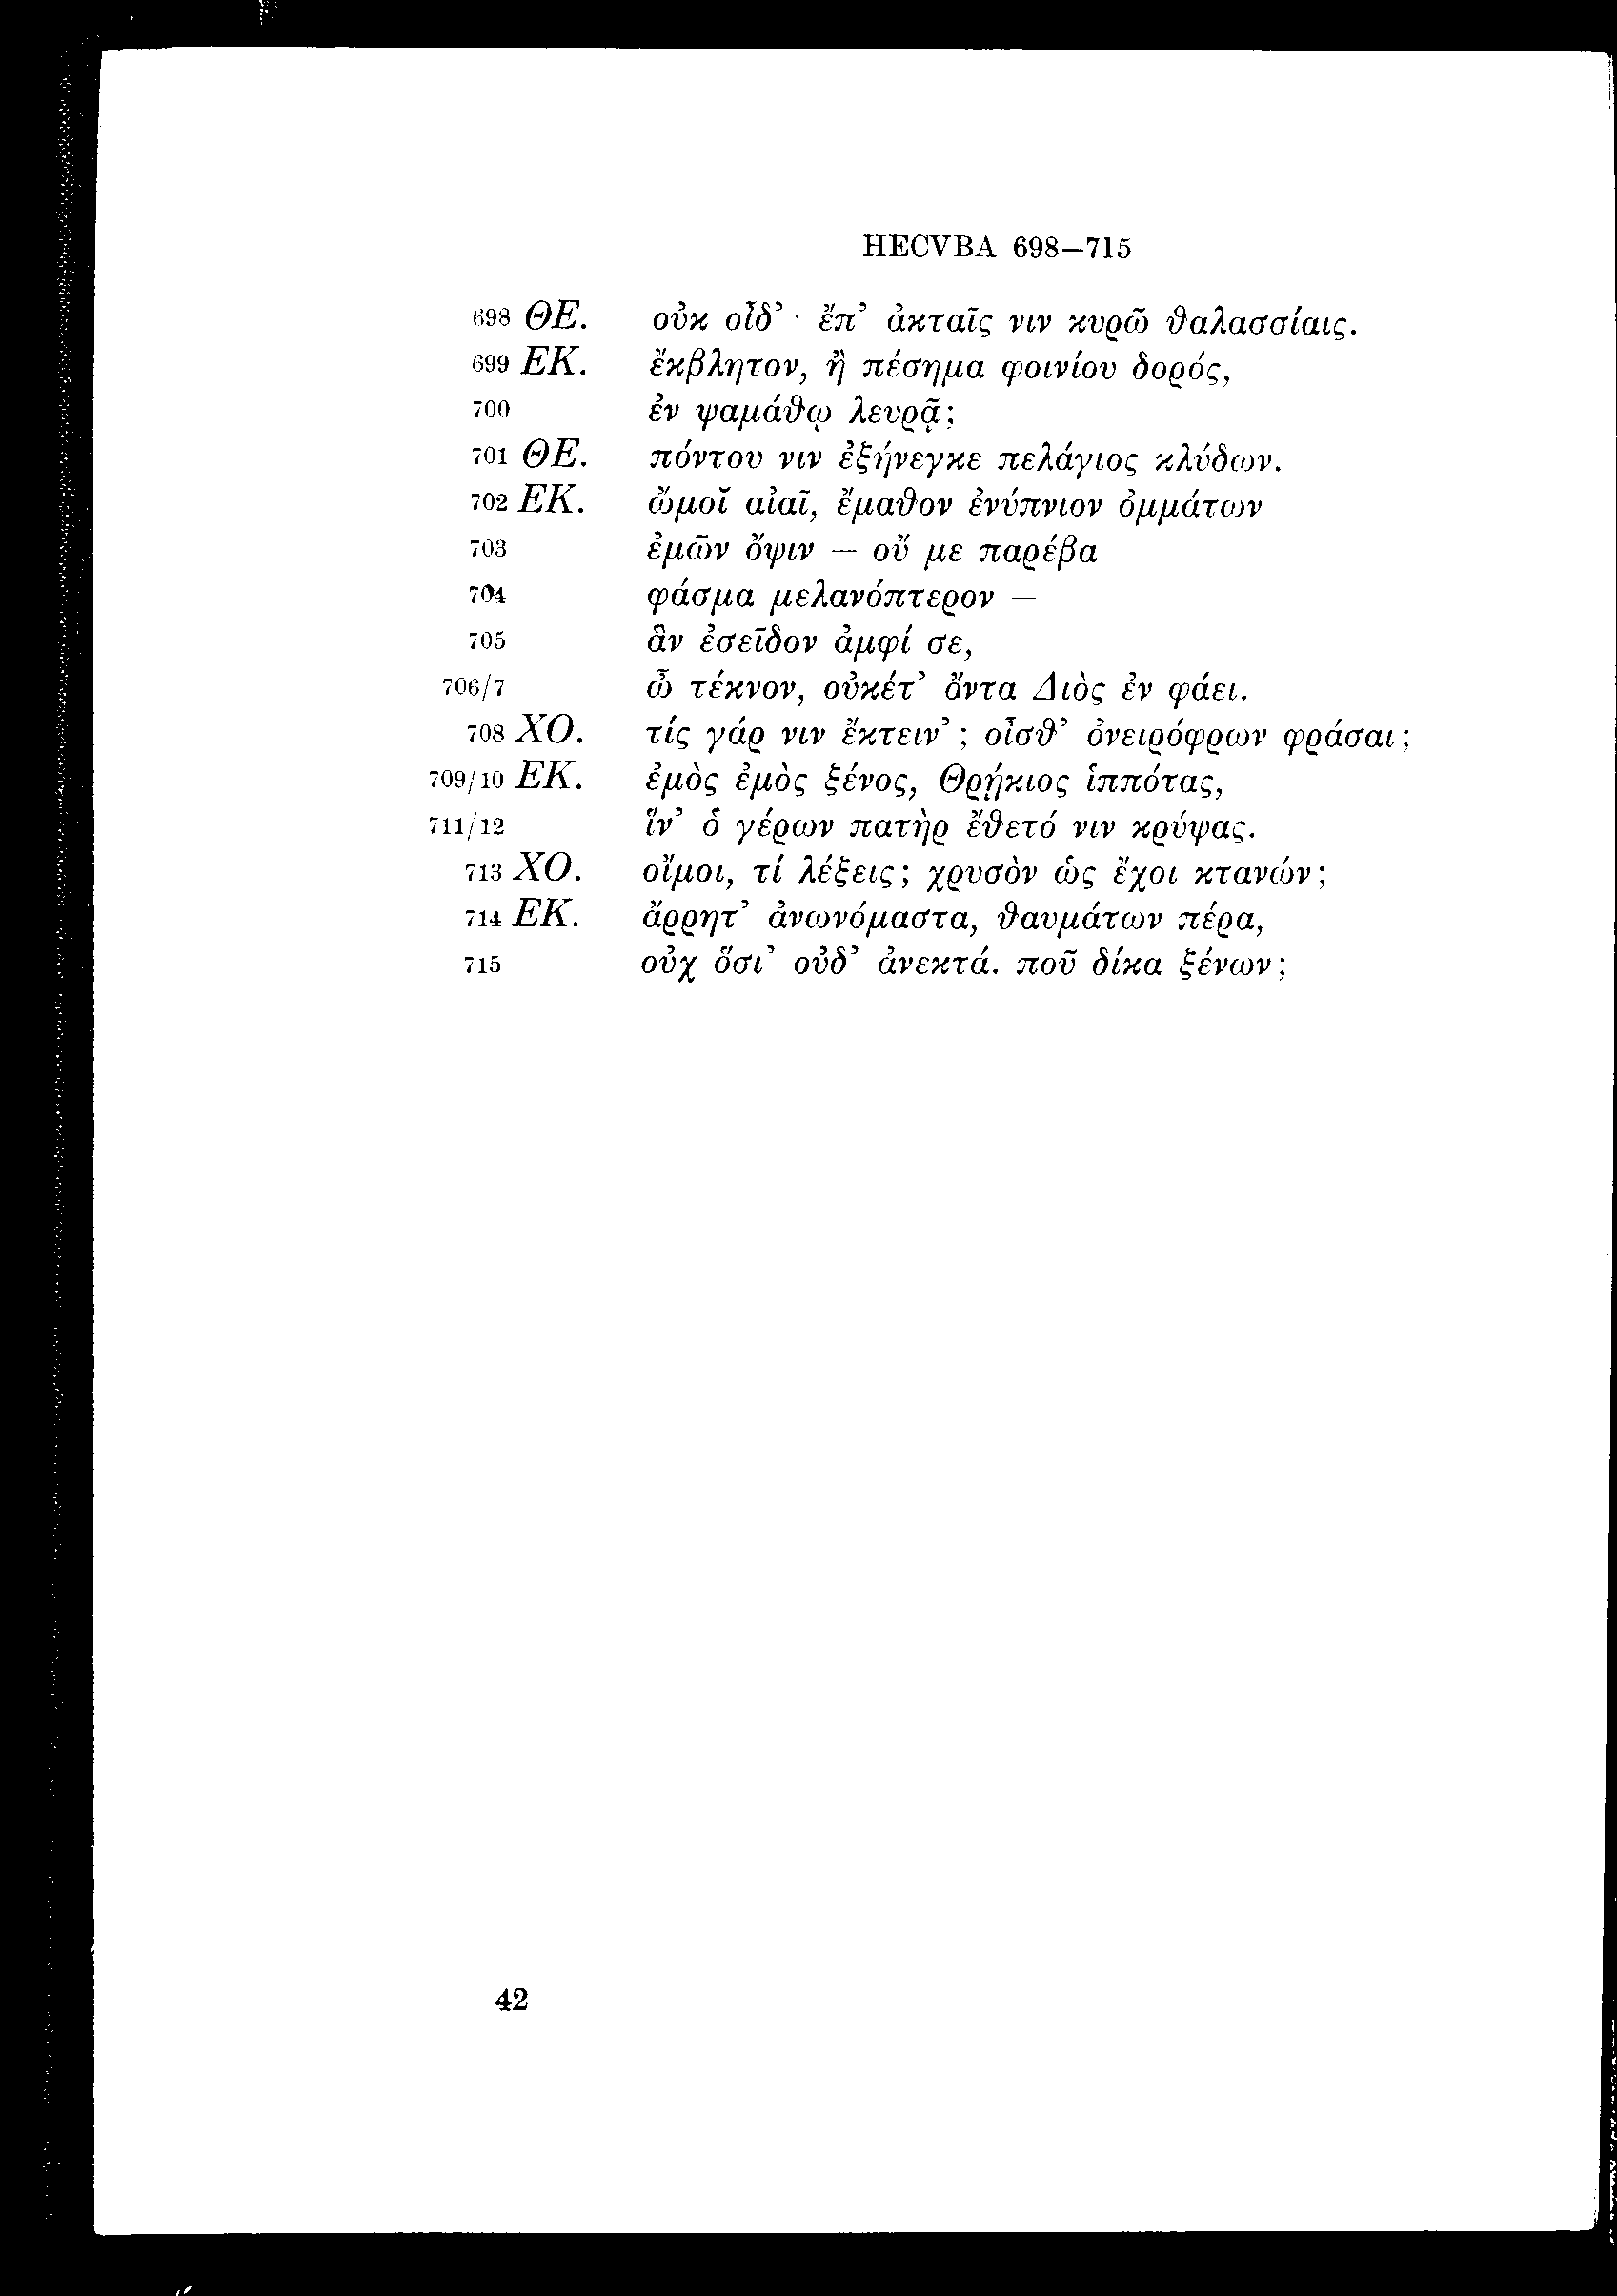 HECVBA 698–715
698 ΘΕ. οὐκ οἶδ’ · ἔπ’ ἀκταῖς νιν κυρῶ θαλασσίαις.
699 ΕΚ. ἔκβλητον, ἢ πέσημα φοινίου δορός,
700 ἐν ψαμάθῳ λευρᾷ;
701 ΘΕ. πόντου νιν ἐξήνεγκε πελάγιος κλύδων.
702 ΕΚ. ὤμοῖ αἰαῖ, ἔμαθον ἐνύπνιον ὀμμάτων
703 ἐμῶν ὄψιν — οὔ με παρέβα
704 φάσμα μελανόπτερον —
705 ἃν ἐσεῖδον ἀμφί σε,
706/7 ὦ τέκνον, οὐκέτ’ ὄντα Διὸς ἐν φάει.
708 ΧΟ. τίς γάρ νιν ἔκτειν’ ; οἶσθ’ ὀνειρόφρων φράσαι;
709/10 ΕΚ. ἐμὸς ἐμὸς ξένος, Θρῄκιος ἱππότας,
711/12 ἵν’ ὁ γέρων πατὴρ ἔθετό νιν κρύψας.
713 ΧΟ. οἴμοι, τί λέξεις; χρυσὸν ὡς ἔχοι κτανών;
714 ΕΚ. ἄρρητ’ ἀνωνόμαστα, θαυμάτων πέρα,
715 οὐχ ὅσι’ οὐδ’ ἀνεκτά. ποῦ δίκα ξένων;
42